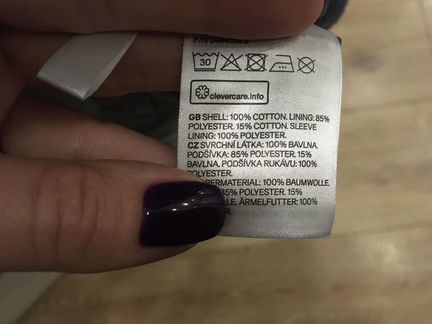 30
clevercare.info
GB SHELL: 100% COTTON. LINING: 85%
POLYESTER. 15% COTTON. SLEEVE
LINING: 100% POLYESTER.
CZ SVRCHNÍ LÁTKA: 100% BAVLNA.
PODŠÍVKA: 85% POLYESTER. 15%
BAVLNA. PODŠÍVKA RUKÁVU: 100%
POLYESTER.
100% BAUMWOLLE.
85% POLYESTER. 15%
ÄRMELFUTTER: 100%